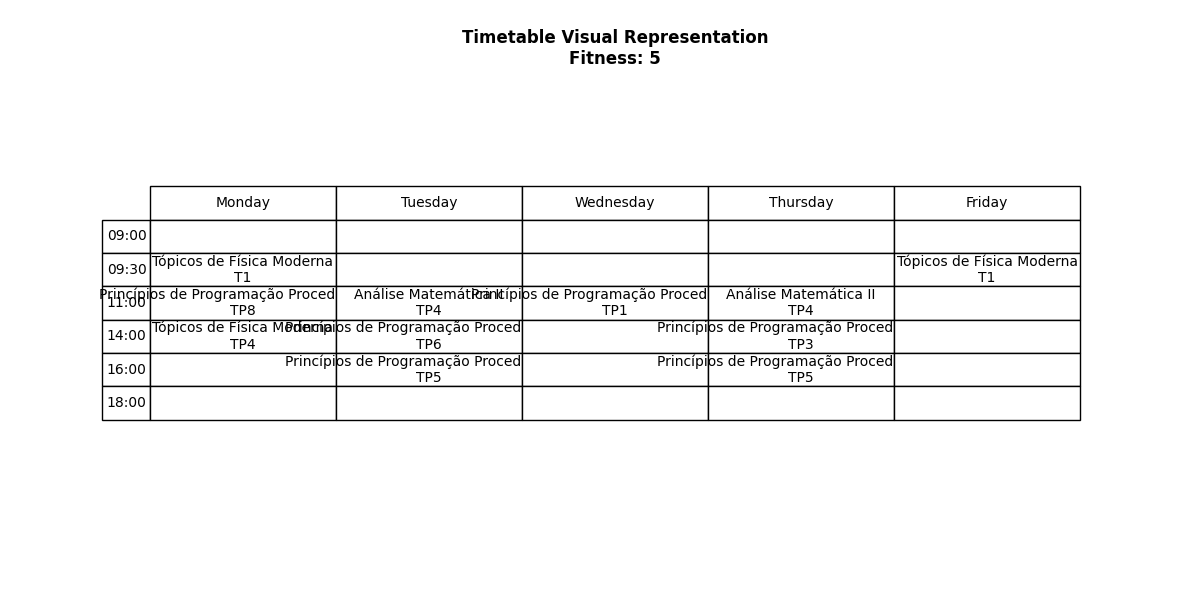 Timetable Visual Representation
Fitness: 5
Monday Tuesday Wednesday Thursday Friday
09:00
09:30 Tópicos de Física Moderna Tópicos de Física Moderna
T1 T1
11:00 Princípios de Programação Proced Análise Matemática II Princípios de Programação Proced Análise Matemática II
TP8 TP4 TP1 TP4
14:00 Tópicos de Física Moderna Princípios de Programação Proced Princípios de Programação Proced
TP4 TP6 TP3
16:00 Princípios de Programação Proced Princípios de Programação Proced
TP5 TP5
18:00